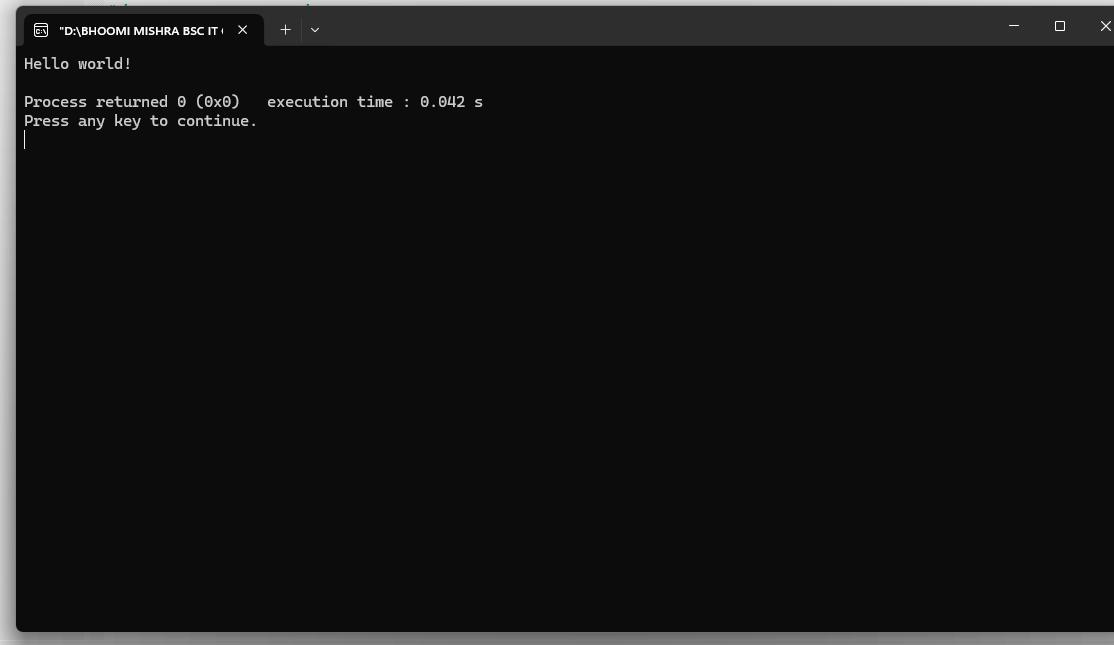 "D:\BHOOMI MISHRA BSC IT
Hello world!
Process returned 0 (0x0)   execution time : 0.042 s
Press any key to continue.